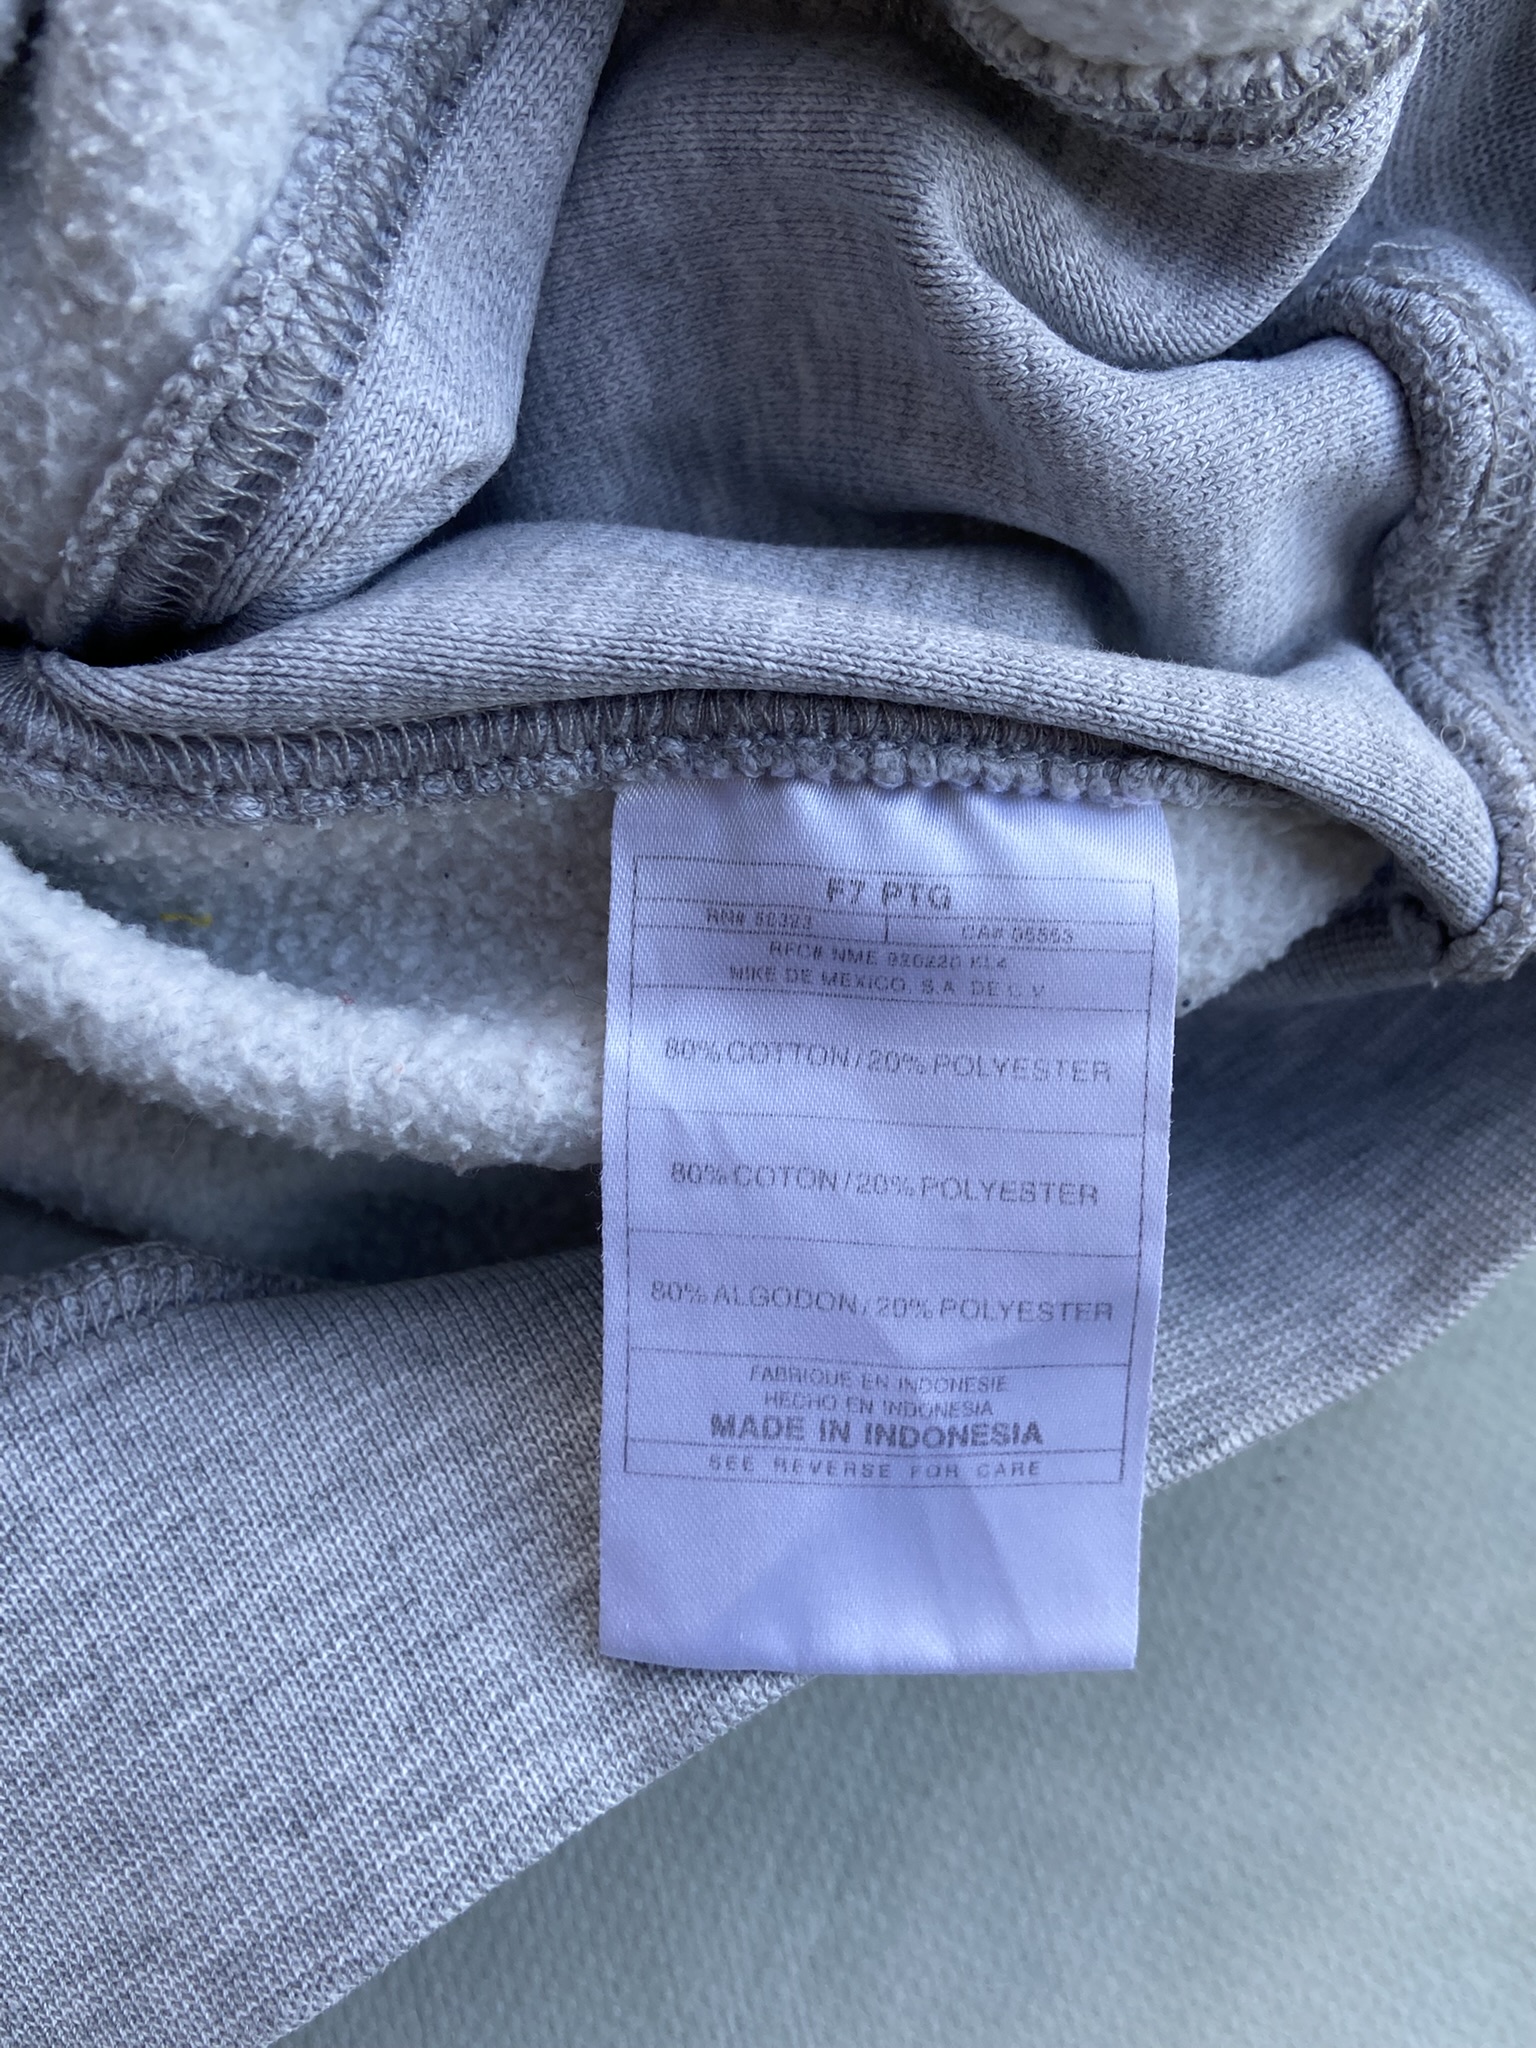 F7 PTG
RN# 56323 CA# 05553
RFC# NME 920220 KL4
NIKE DE MEXICO, S.A. DE C.V.
80% COTTON / 20% POLYESTER
80% COTON / 20% POLYESTER
80% ALGODON / 20% POLYESTER
FABRIQUE EN INDONESIE
HECHO EN INDONESIA
MADE IN INDONESIA
SEE REVERSE FOR CARE